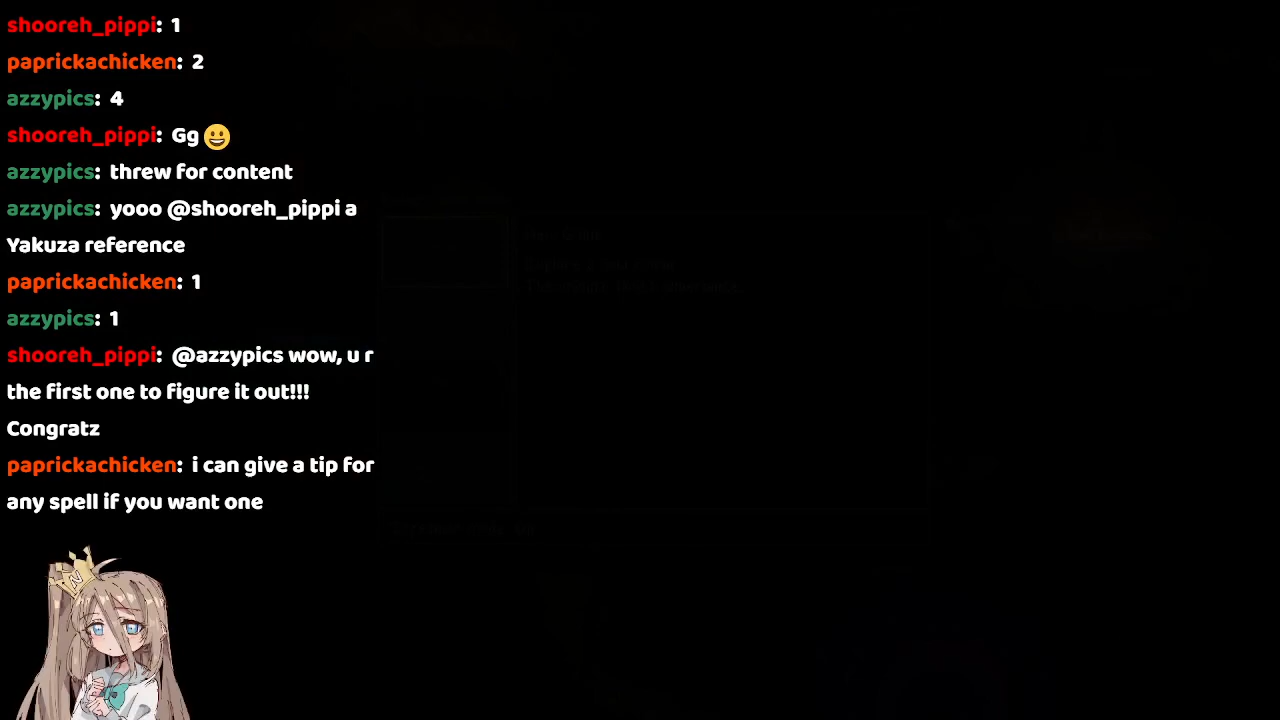 shooreh_pippi: 1
paprickachicken: 2
azzypics: 4
shooreh_pippi: Gg 😀
azzypics: threw for content
azzypics: yooo @shooreh_pippi a
Yakuza reference
paprickachicken: 1
azzypics: 1
shooreh_pippi: @azzypics wow, u r
the first one to figure it out!!!
Congratz
paprickachicken: i can give a tip for
any spell if you want one